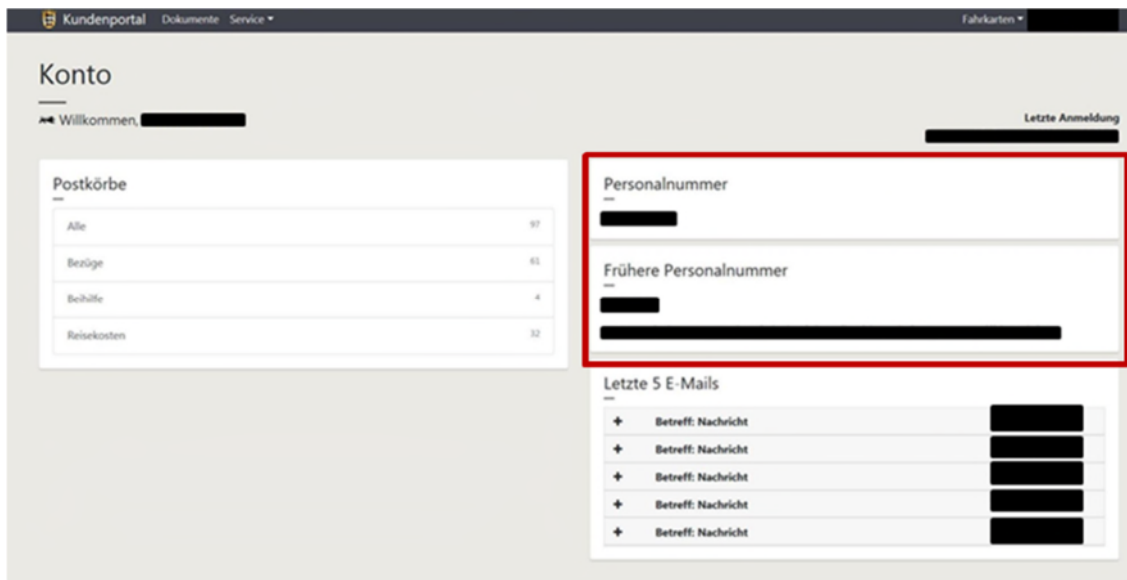 Kundenportal Dokumente Service Fahrkarten
Konto
Willkommen,
Letzte Anmeldung
Postkörbe
Alle 97
Bezüge 61
Beihilfe 4
Reisekosten 32
Personalnummer
Frühere Personalnummer
Letzte 5 E-Mails
+ Betreff: Nachricht
+ Betreff: Nachricht
+ Betreff: Nachricht
+ Betreff: Nachricht
+ Betreff: Nachricht